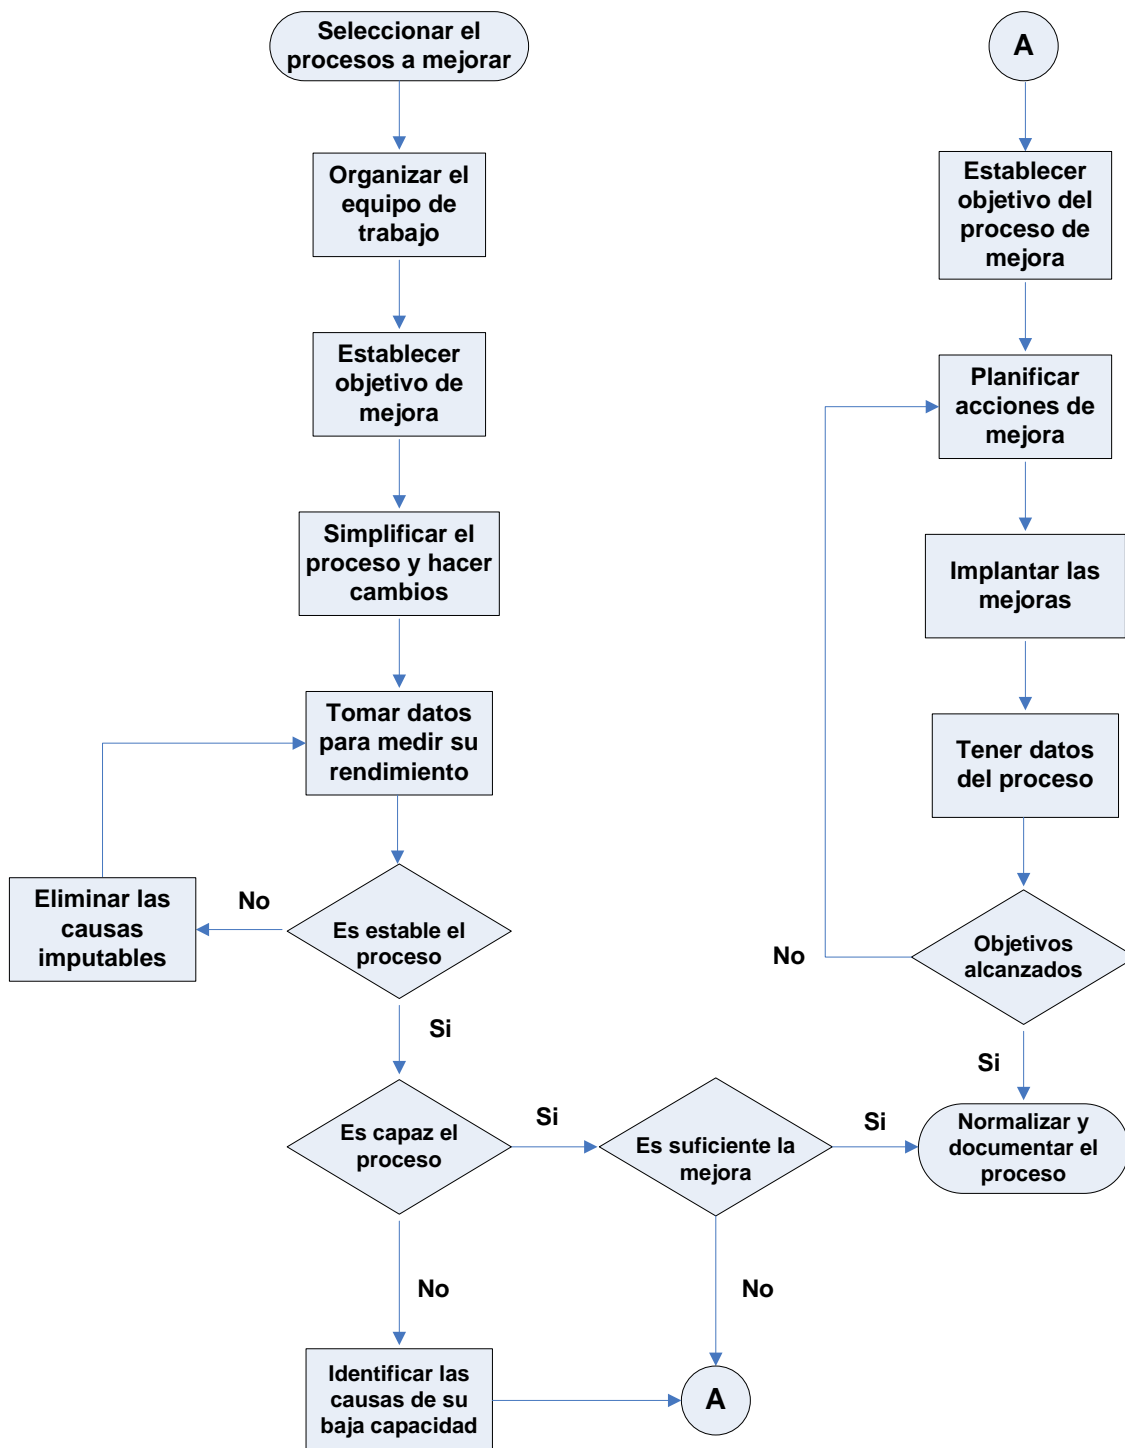 Seleccionar el
procesos a mejorar
Organizar el
equipo de
trabajo
Establecer
objetivo de
mejora
Simplificar el
proceso y hacer
cambios
Tomar datos
para medir su
rendimiento
Eliminar las
causas
imputables
No
Es estable el
proceso
Si
Es capaz el
proceso
Si
Es suficiente la
mejora
Si
No
No
Identificar las
causas de su
baja capacidad
A
A
Establecer
objetivo del
proceso de
mejora
Planificar
acciones de
mejora
Implantar las
mejoras
Tener datos
del proceso
Objetivos
alcanzados
No
Si
Normalizar y
documentar el
proceso